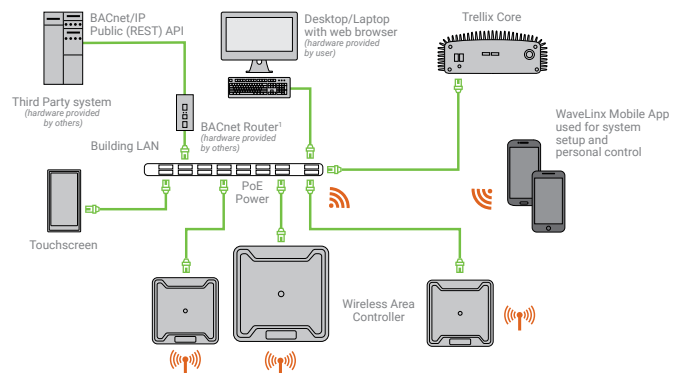 BACnet/IP
Public (REST) API
Third Party system
(hardware provided
by others)
Desktop/Laptop
with web browser
(hardware provided
by user)
Trellix Core
BACnet Router¹
(hardware provided
by others)
Building LAN
PoE
Power
WaveLinx Mobile App
used for system
setup and
personal control
Touchscreen
Wireless Area
Controller